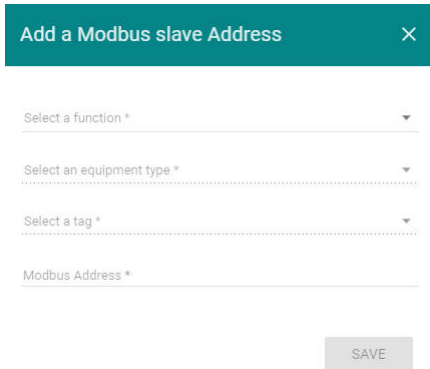 Add a Modbus slave Address
Select a function *
Select an equipment type *
Select a tag *
Modbus Address *
SAVE